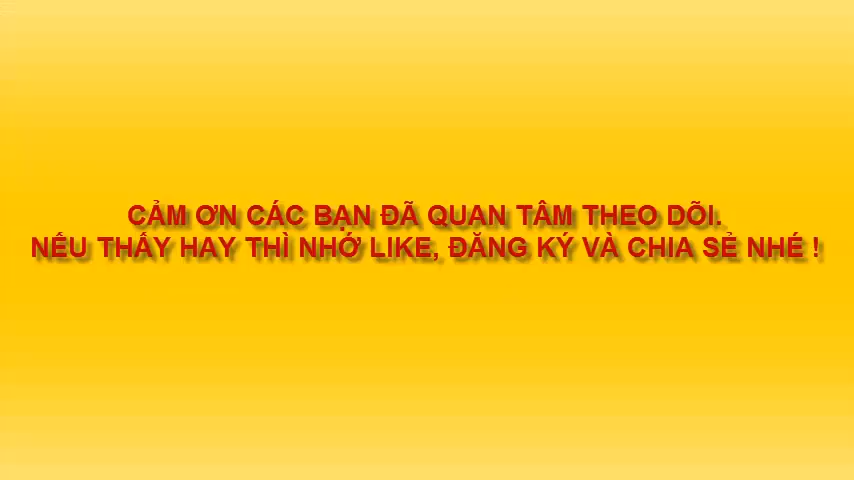 CẢM ƠN CÁC BẠN ĐÃ QUAN TÂM THEO DÕI.
NẾU THẤY HAY THÌ NHỚ LIKE, ĐĂNG KÝ VÀ CHIA SẺ NHÉ !